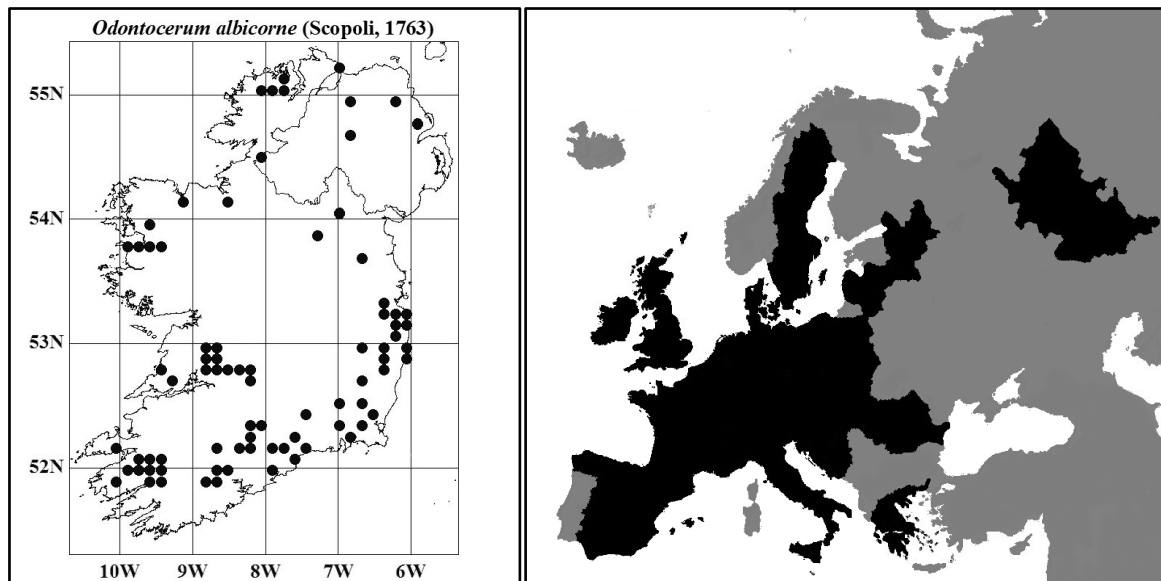 Odontocerum albicorne (Scopoli, 1763)
55N
54N
53N
52N
10W 9W 8W 7W 6W